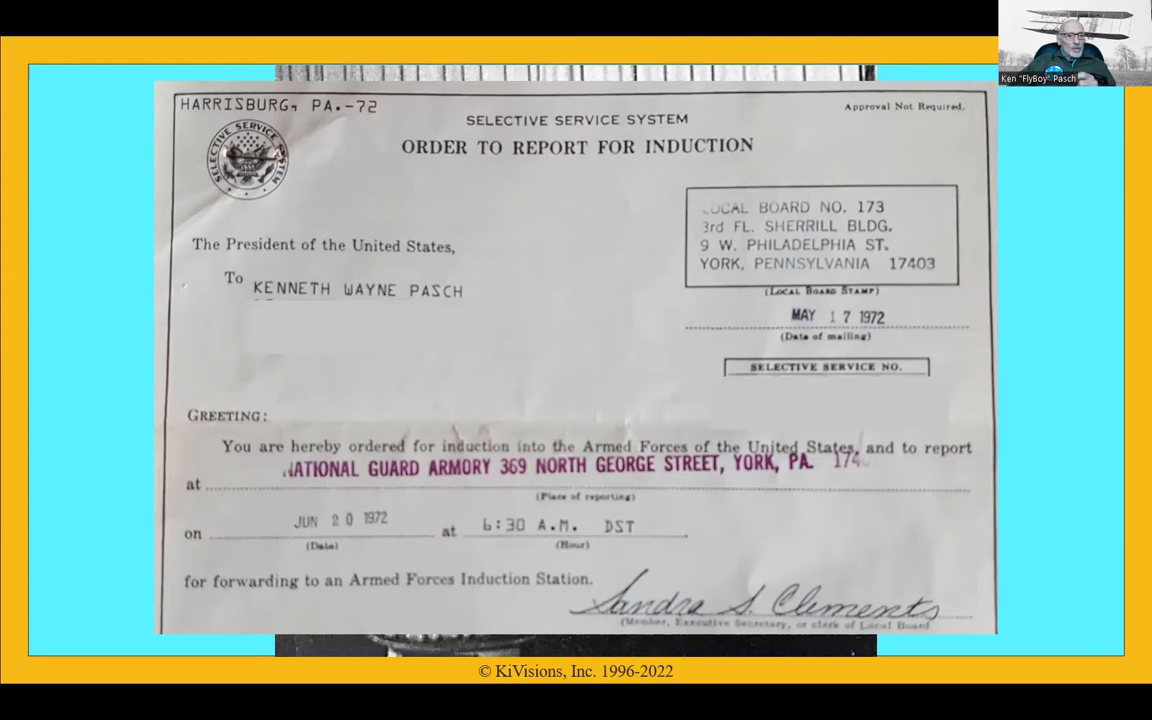 Ken "FlyBoy" Pasch
HARRISBURG, PA.-72
Approval Not Required.
SELECTIVE SERVICE SYSTEM
SELECTIVE SERVICE SYSTEM
ORDER TO REPORT FOR INDUCTION
LOCAL BOARD NO. 173
3rd FL. SHERRILL BLDG.
9 W. PHILADELPHIA ST.
YORK, PENNSYLVANIA 17403
(LOCAL BOARD STAMP)
The President of the United States,
To KENNETH WAYNE PASCH
MAY 17 1972
(Date of mailing)
SELECTIVE SERVICE NO.
GREETING:
You are hereby ordered for induction into the Armed Forces of the United States, and to report
at NATIONAL GUARD ARMORY 369 NORTH GEORGE STREET, YORK, PA.
(Place of reporting)
on JUN 20 1972 at 6:30 A.M. DST
(Date) (Hour)
for forwarding to an Armed Forces Induction Station.
Sandra S. Clements
(Member, Executive Secretary, or clerk of Local Board
© KiVisions, Inc. 1996-2022